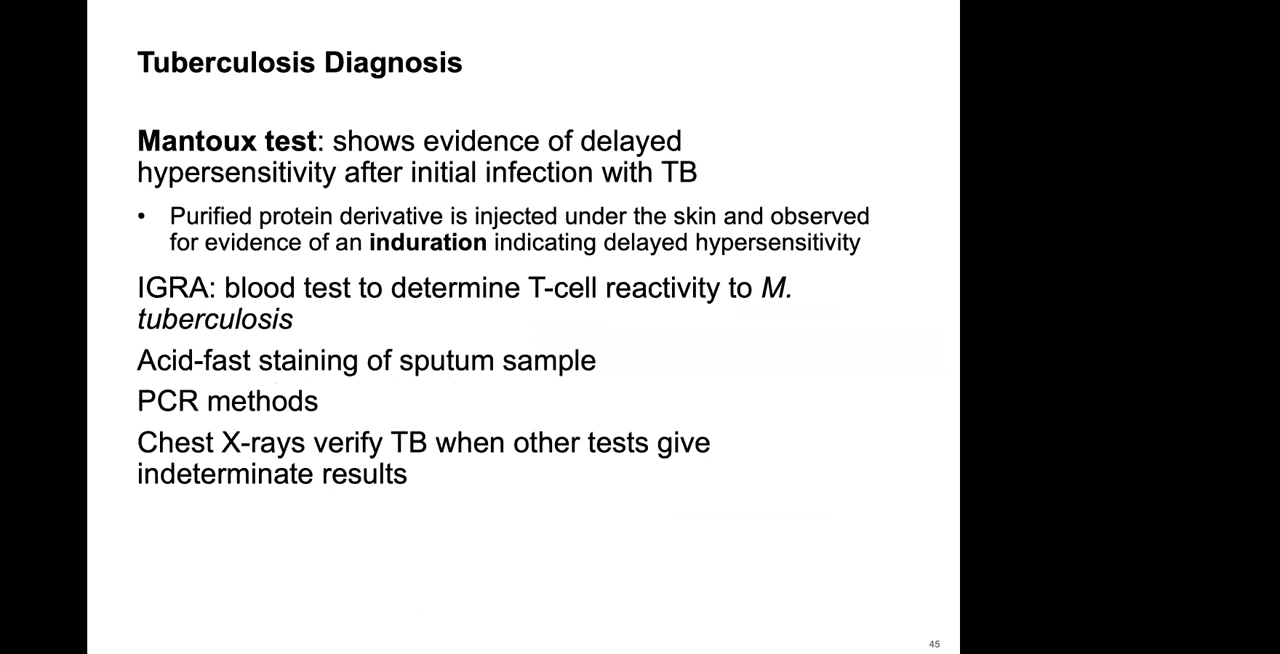 Tuberculosis Diagnosis
Mantoux test: shows evidence of delayed
hypersensitivity after initial infection with TB
• Purified protein derivative is injected under the skin and observed
for evidence of an induration indicating delayed hypersensitivity
IGRA: blood test to determine T-cell reactivity to M.
tuberculosis
Acid-fast staining of sputum sample
PCR methods
Chest X-rays verify TB when other tests give
indeterminate results
45